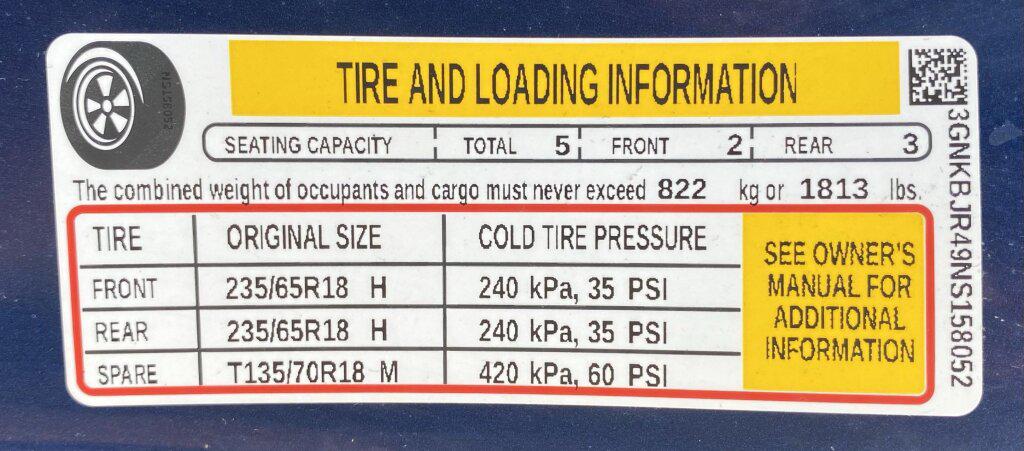 TIRE AND LOADING INFORMATION
SEATING CAPACITY TOTAL 5 FRONT 2 REAR 3
The combined weight of occupants and cargo must never exceed 822 kg or 1813 lbs.
TIRE ORIGINAL SIZE COLD TIRE PRESSURE
FRONT 235/65R18 H 240 kPa, 35 PSI
REAR 235/65R18 H 240 kPa, 35 PSI
SPARE T135/70R18 M 420 kPa, 60 PSI
SEE OWNER'S
MANUAL FOR
ADDITIONAL
INFORMATION
3GNKBJR49NS158052
NS158052